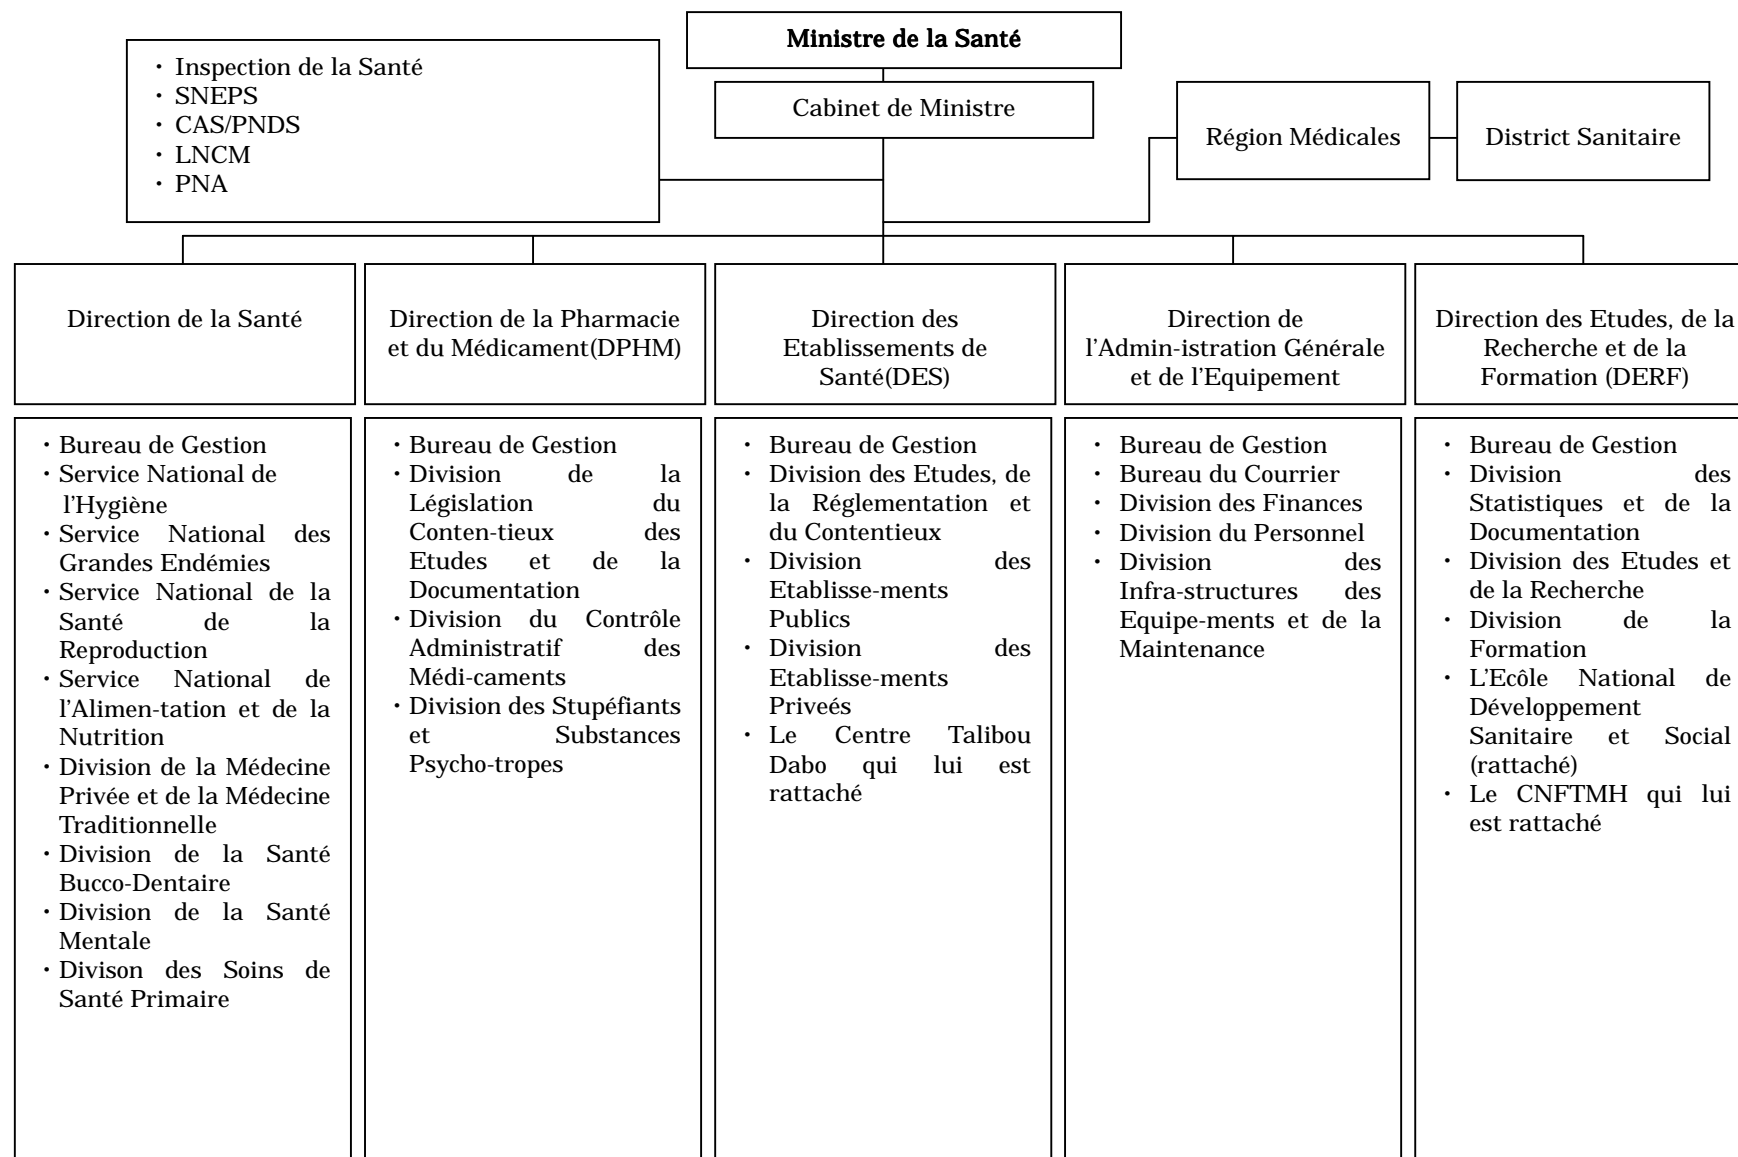 Ministre de la Santé
· Inspection de la Santé
· SNEPS
· CAS/PNDS
· LNCM
· PNA
Cabinet de Ministre
Région Médicales
District Sanitaire
Direction de la Santé
Direction de la Pharmacie
et du Médicament(DPHM)
Direction des
Etablissements de
Santé(DES)
Direction de
l'Admin-istration Générale
et de l'Equipement
Direction des Etudes, de la
Recherche et de la
Formation (DERF)
· Bureau de Gestion
· Service National de
l'Hygiène
· Service National des
Grandes Endémies
· Service National de la
Santé de la
Reproduction
· Service National de
l'Alimen-tation et de la
Nutrition
· Division de la Médecine
Privée et de la Médecine
Traditionnelle
· Division de la Santé
Bucco-Dentaire
· Division de la Santé
Mentale
· Divison des Soins de
Santé Primaire
· Bureau de Gestion
· Division de la
Législation du
Conten-tieux des
Etudes et de la
Documentation
· Division du Contrôle
Administratif des
Médi-caments
· Division des Stupéfiants
et Substances
Psycho-tropes
· Bureau de Gestion
· Division des Etudes, de
la Réglementation et
du Contentieux
· Division des
Etablisse-ments
Publics
· Division des
Etablisse-ments
Priveés
· Le Centre Talibou
Dabo qui lui est
rattaché
· Bureau de Gestion
· Bureau du Courrier
· Division des Finances
· Division du Personnel
· Division des
Infra-structures des
Equipe-ments et de la
Maintenance
· Bureau de Gestion
· Division des
Statistiques et de la
Documentation
· Division des Etudes et
de la Recherche
· Division de la
Formation
· L'Ecôle National de
Développement
Sanitaire et Social
(rattaché)
· Le CNFTMH qui lui
est rattaché